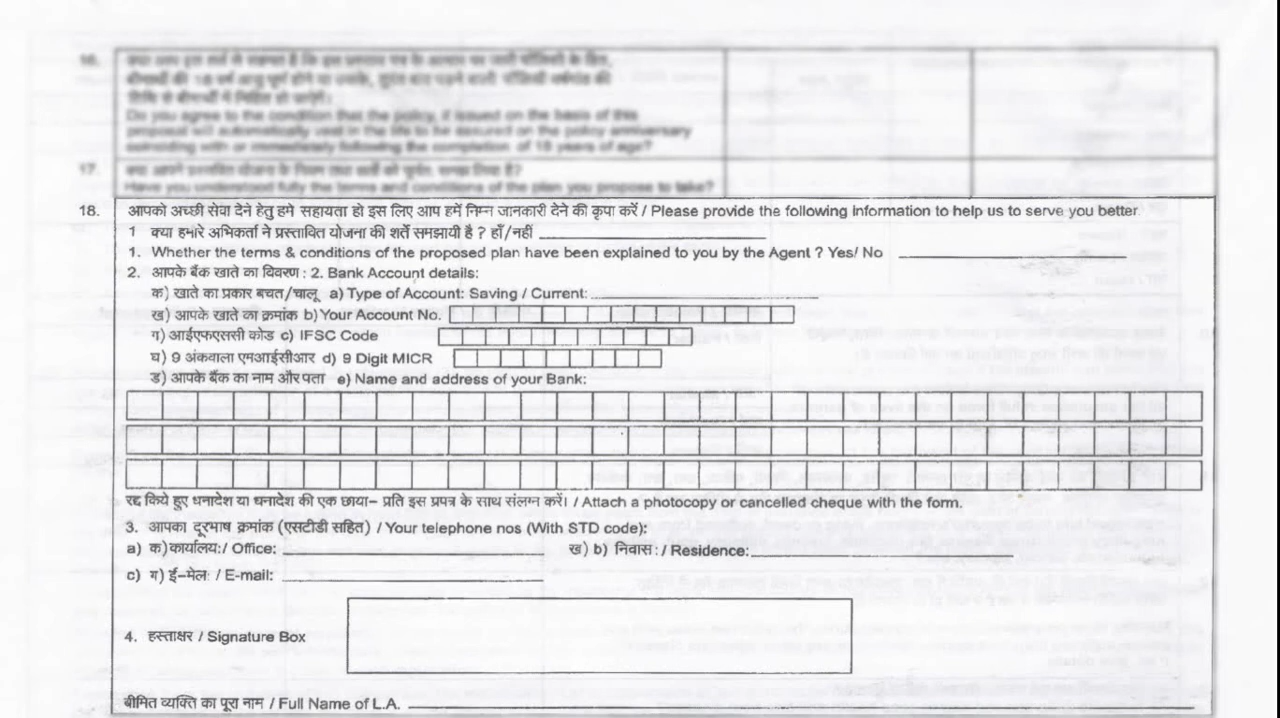 16.
Do you agree to the condition that the policy, if issued on the basis of this
proposal will automatically vest in the life to be assured on the policy anniversary
coinciding with or immediately following the completion of 18 years of age?
17.
Have you understood fully the terms and conditions of the plan you propose to take?
18. आपको अच्छी सेवा देने हेतु हमे सहायता हो इस लिए आप हमें निम्न जानकारी देने की कृपा करें / Please provide the following information to help us to serve you better
1 क्या हमारे अभिकर्ता ने प्रस्तावित योजना की शर्ते समझायी है ? हाँ/नहीं
1. Whether the terms & conditions of the proposed plan have been explained to you by the Agent ? Yes/ No
2. आपके बैंक खाते का विवरण : 2. Bank Account details:
क) खाते का प्रकार बचत/चालू a) Type of Account: Saving / Current:
ख) आपके खाते का क्रमांक b) Your Account No.
ग) आईएफएससी कोड c) IFSC Code
घ) 9 अंकवाला एमआईसीआर d) 9 Digit MICR
ड) आपके बैंक का नाम और पता e) Name and address of your Bank:
रद्द किये हुए धनादेश या धनादेश की एक छाया– प्रति इस प्रपत्र के साथ संलग्न करें। / Attach a photocopy or cancelled cheque with the form.
3. आपका दूरभाष क्रमांक (एसटीडी सहित) / Your telephone nos (With STD code):
a) क) कार्यालय:/ Office: ख) b) निवास: / Residence:
c) ग) ई–मेल: / E-mail:
4. हस्ताक्षर / Signature Box
बीमित व्यक्ति का पूरा नाम / Full Name of L.A.